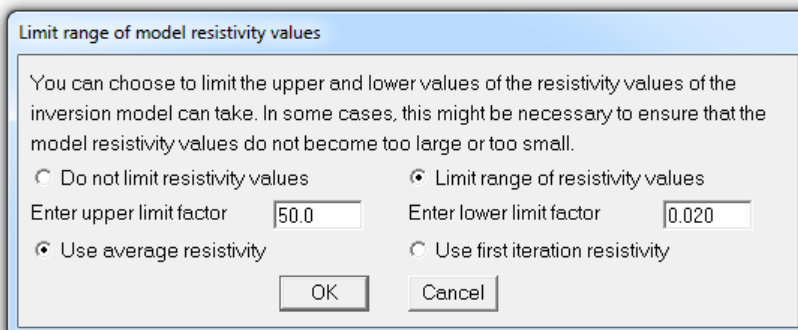 Limit range of model resistivity values
You can choose to limit the upper and lower values of the resistivity values of the
inversion model can take. In some cases, this might be necessary to ensure that the
model resistivity values do not become too large or too small.
Do not limit resistivity values Limit range of resistivity values
Enter upper limit factor 50.0 Enter lower limit factor 0.020
Use average resistivity Use first iteration resistivity
OK Cancel